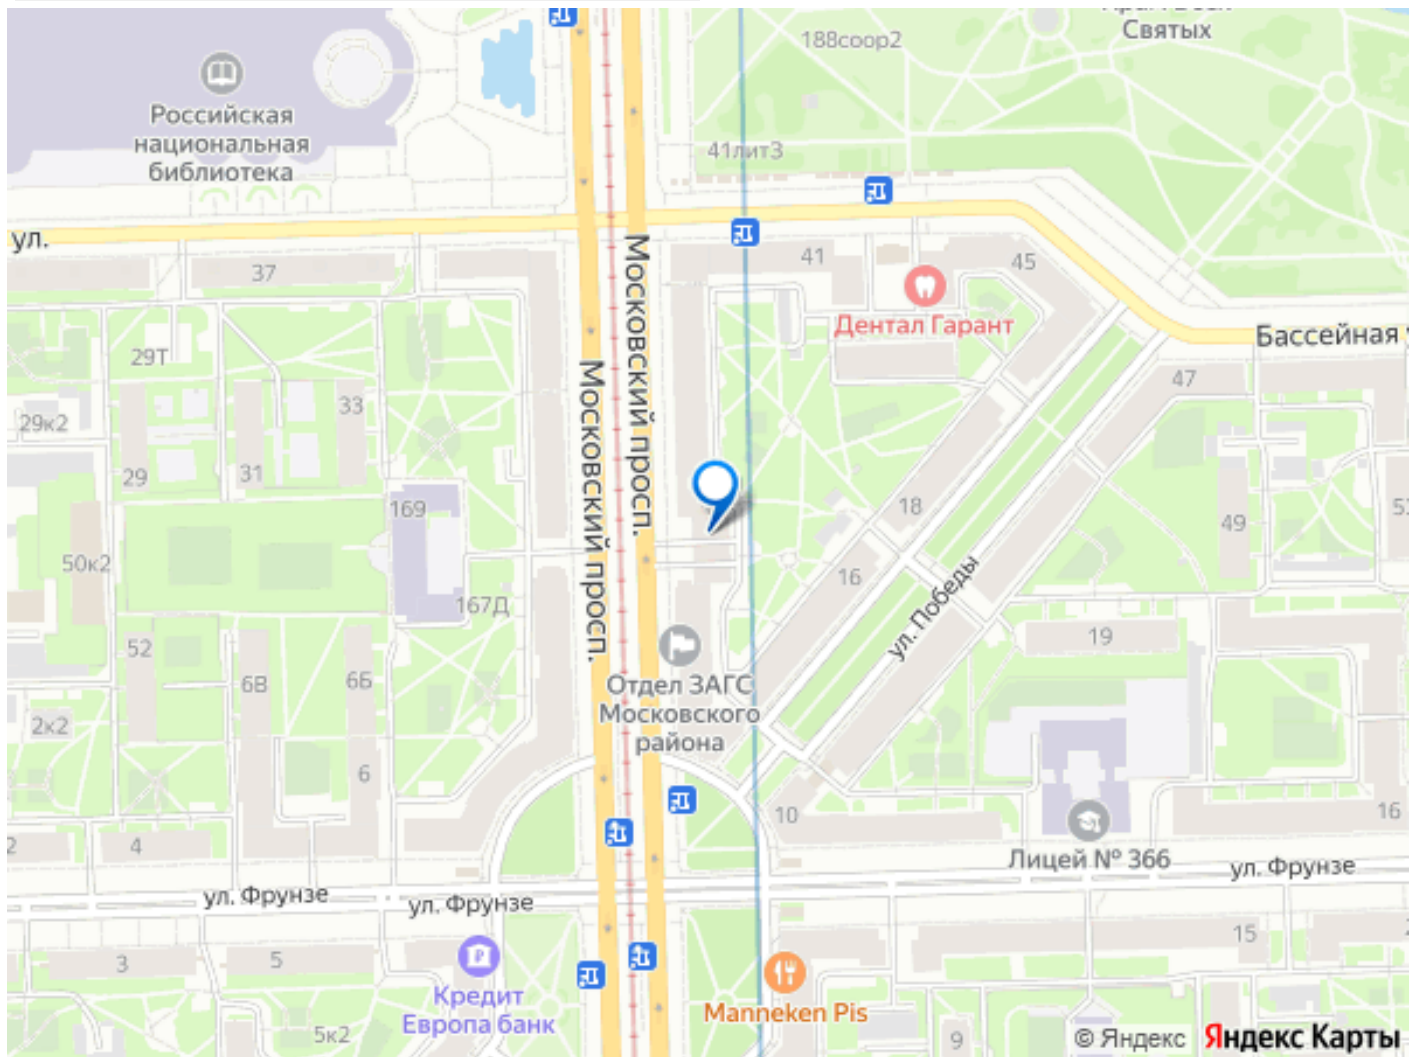 Святых
188соор2
Российская
национальная
библиотека
41лит3
ул.
Московский просп.
41
45
37
Дентал Гарант
Бассейная
29Т
47
Московский просп.
33
29к2
29
31
18
169
49
50к2
16
167Д
ул. Победы
19
52
6В
6Б
Отдел ЗАГС
Московского
района
2к2
6
10
16
2
4
Лицей № 366
ул. Фрунзе
ул. Фрунзе
ул. Фрунзе
15
3
5
Кредит
Европа банк
Manneken Pis
5к2
9
© Яндекс
Яндекс Карты